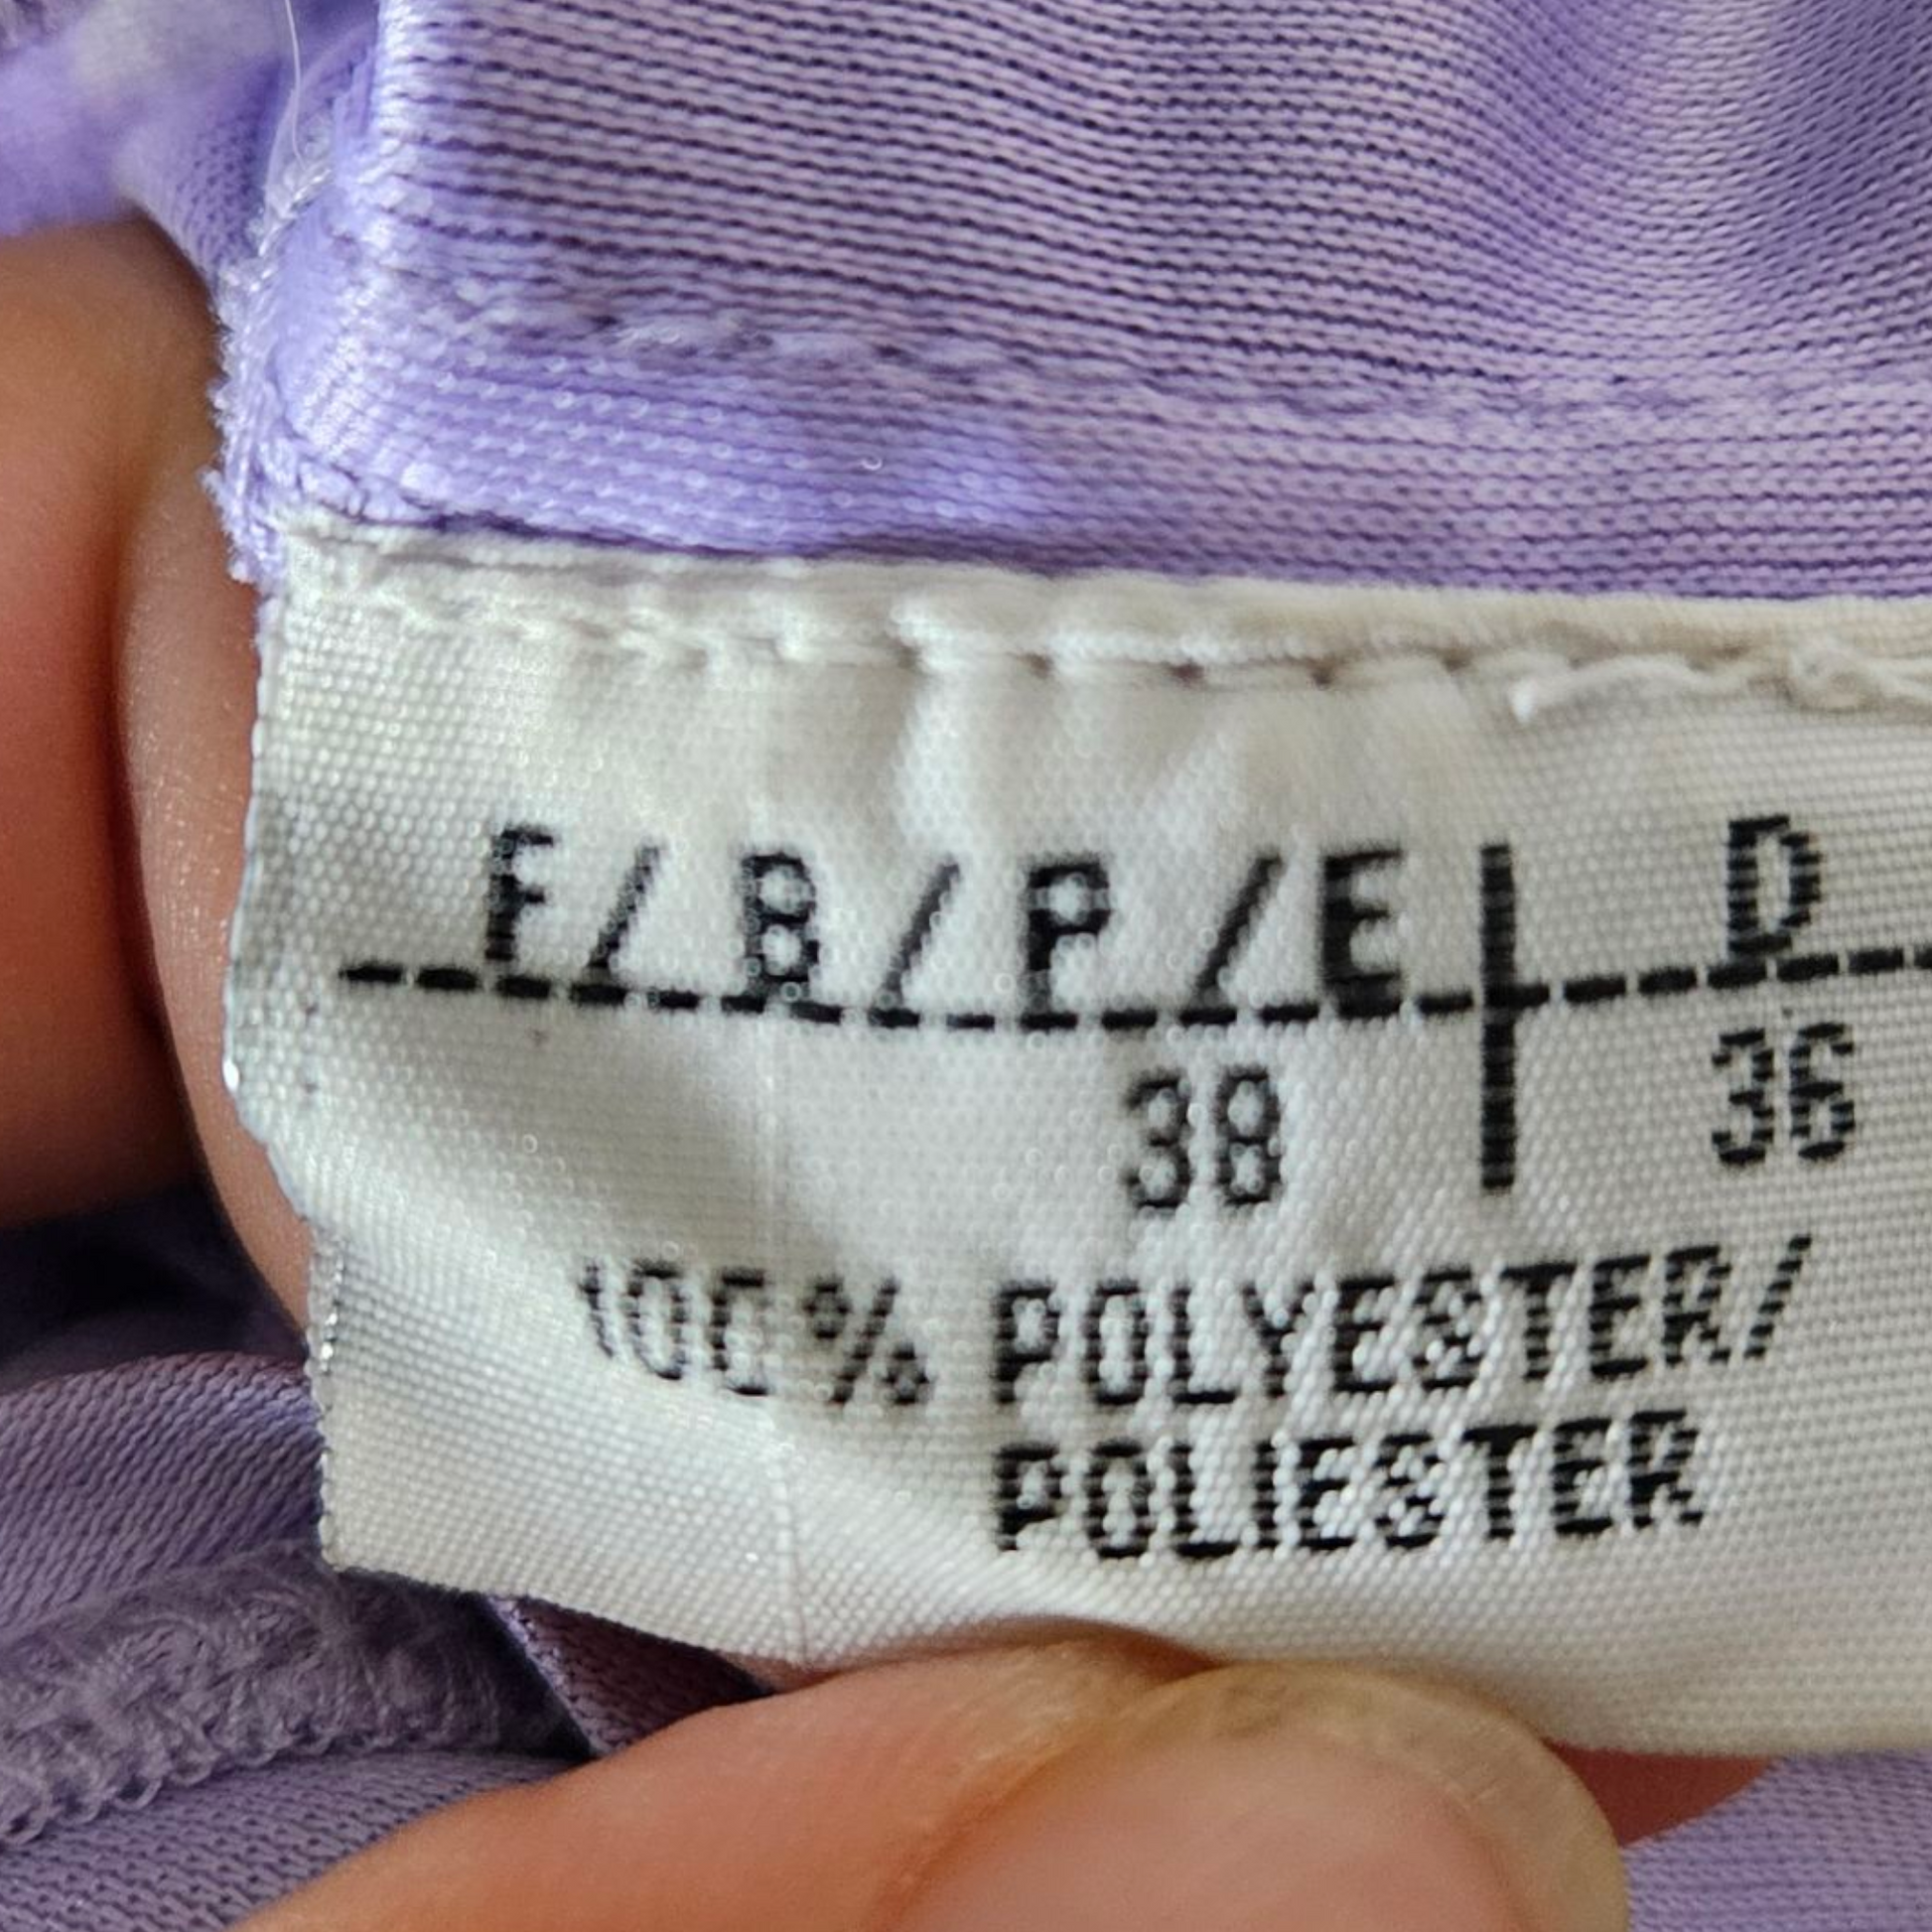 F/B/P/E | D
38 | 36
100% POLYESTER/
POLIESTER